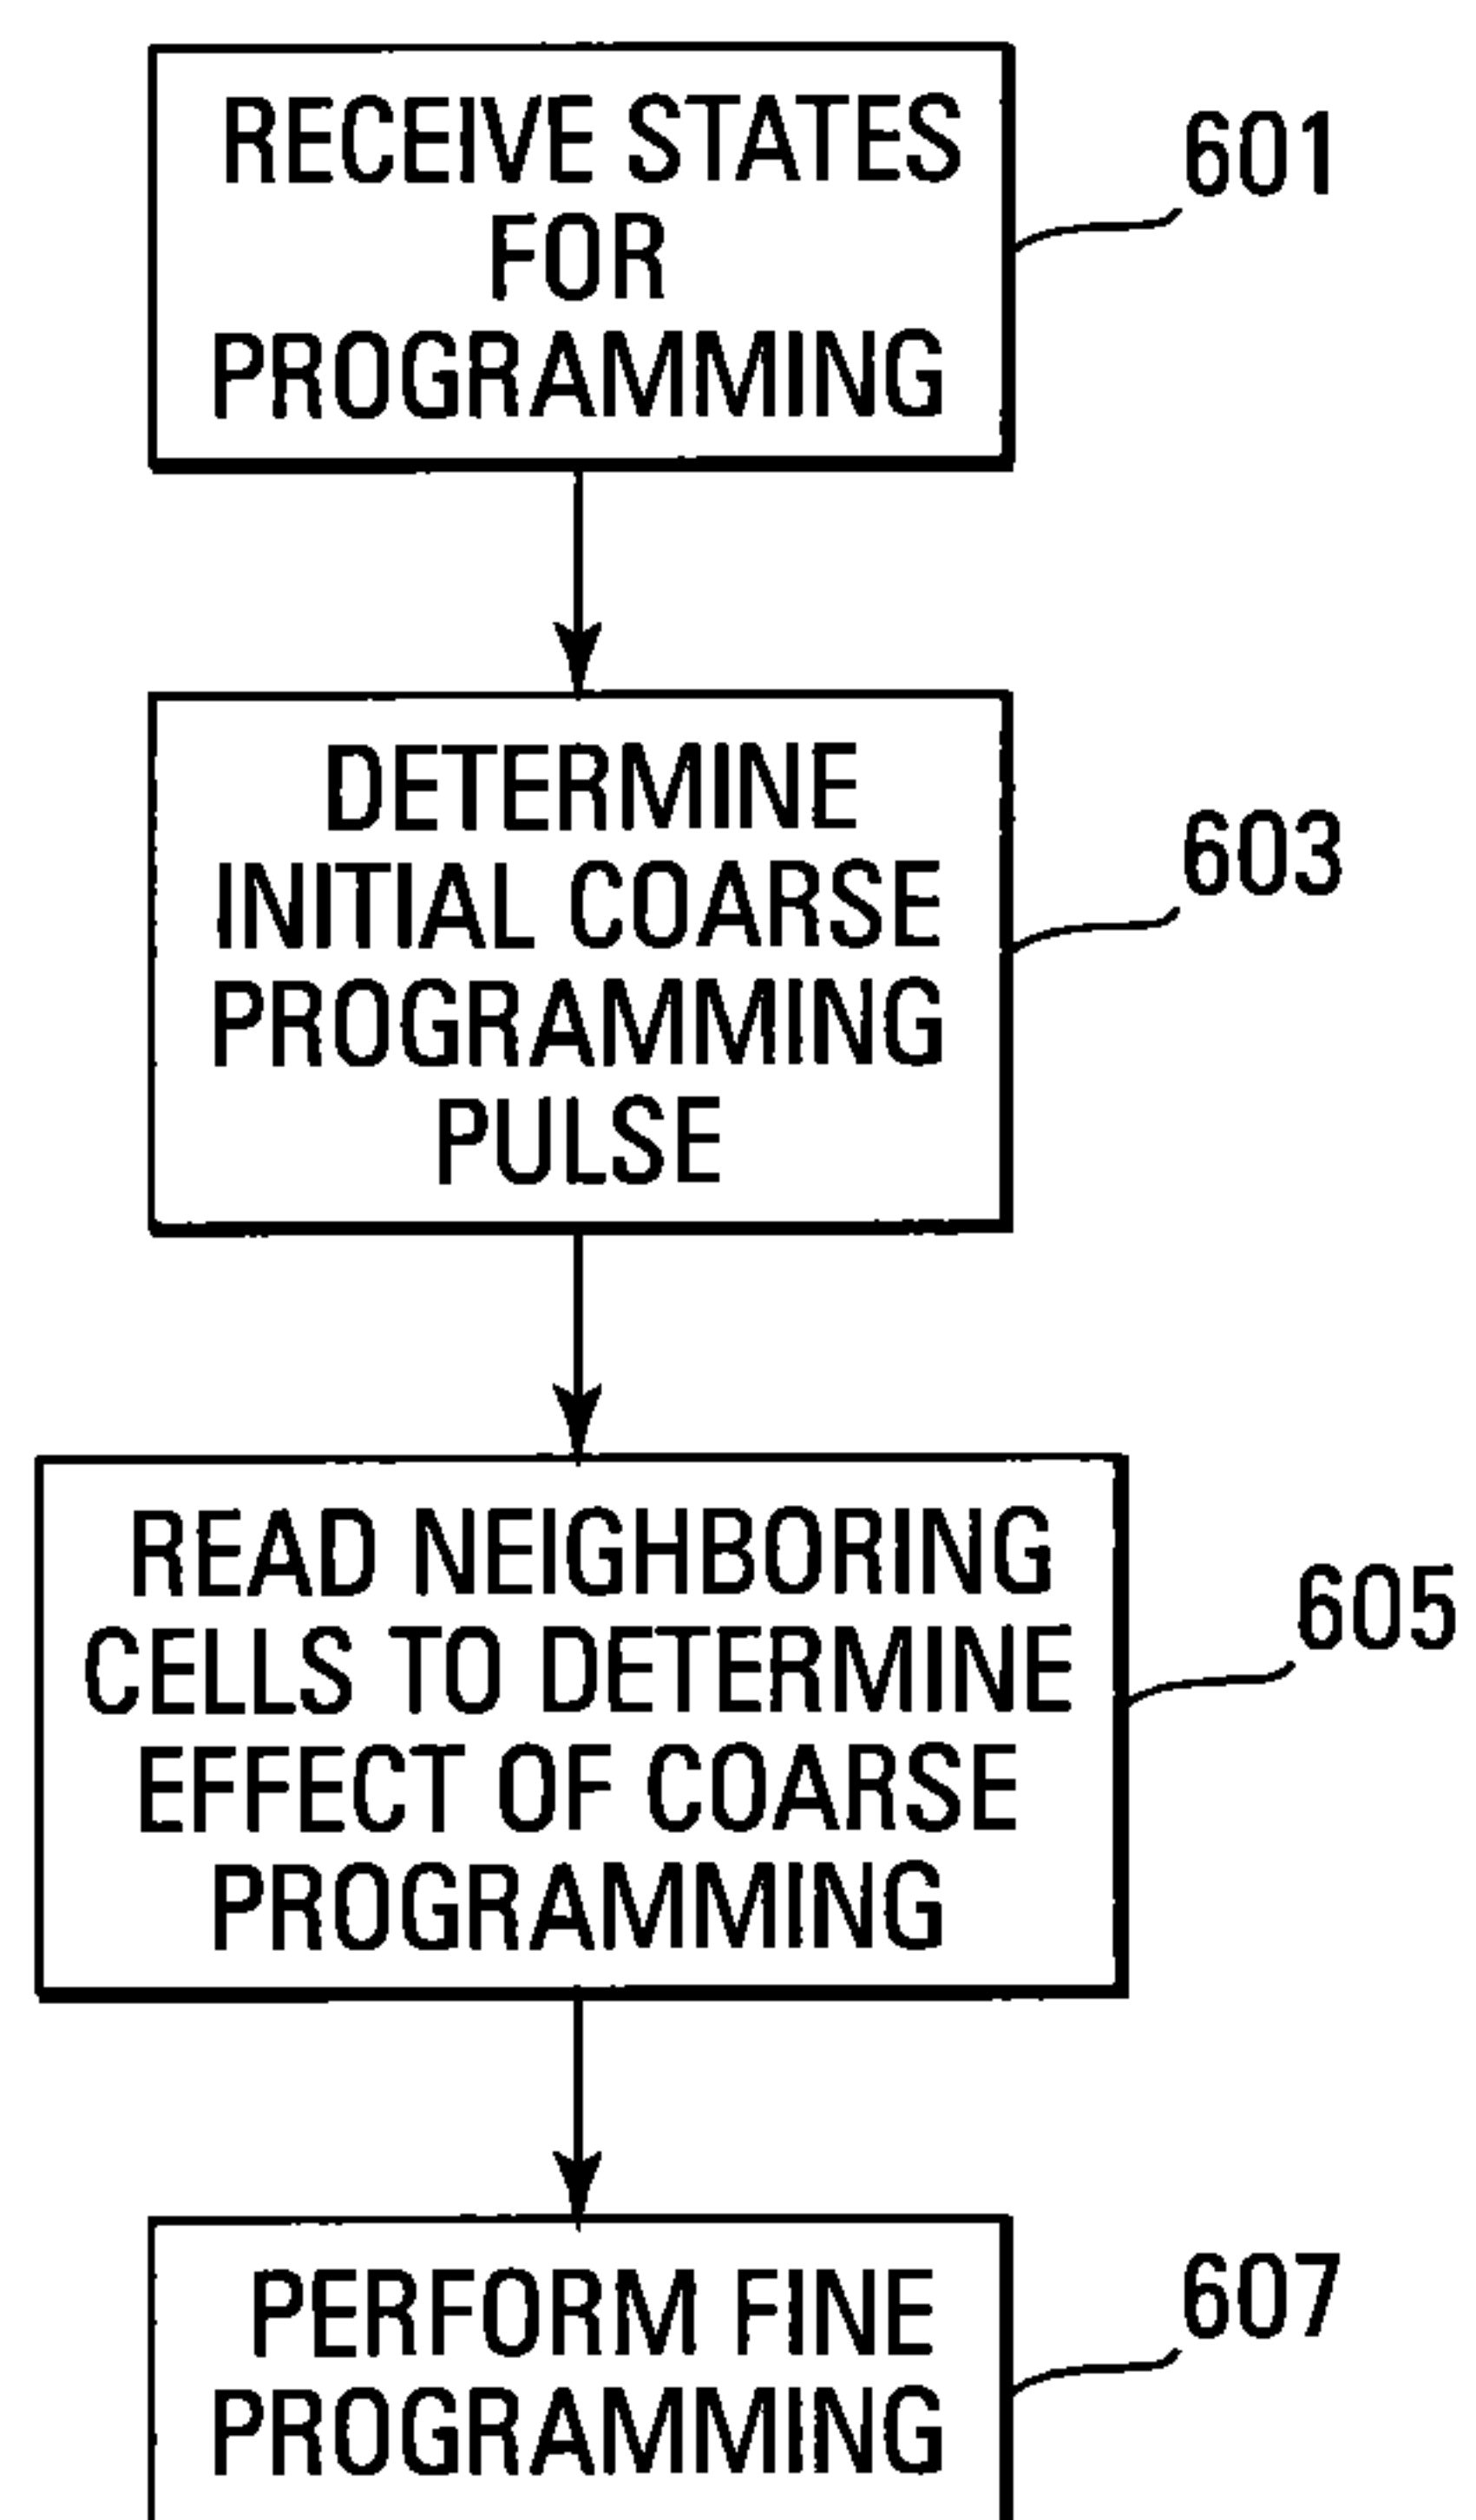 RECEIVE STATES
FOR
PROGRAMMING
601
DETERMINE
INITIAL COARSE
PROGRAMMING
PULSE
603
READ NEIGHBORING
CELLS TO DETERMINE
EFFECT OF COARSE
PROGRAMMING
605
PERFORM FINE
PROGRAMMING
607